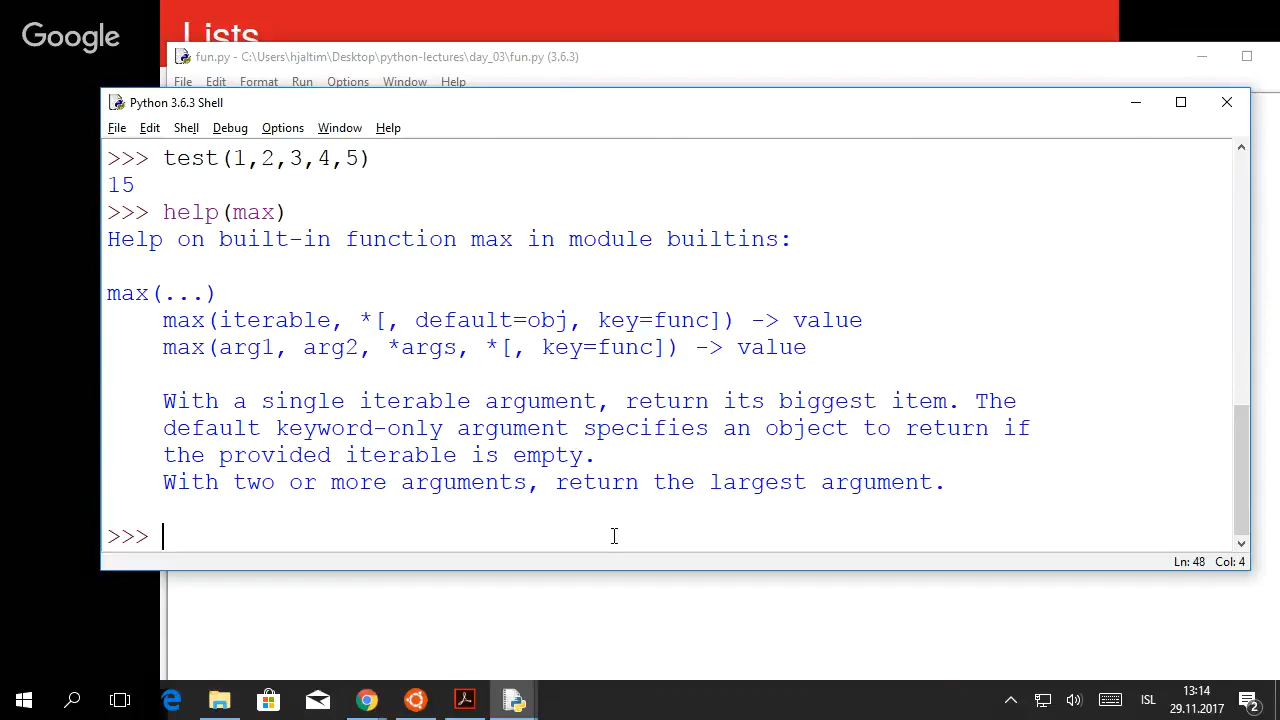 Google
Lists
fun.py - C:\Users\hjaltim\Desktop\python-lectures\day_03\fun.py (3.6.3)
File Edit Format Run Options Window Help
Python 3.6.3 Shell
File Edit Shell Debug Options Window Help
>>> test(1,2,3,4,5)
15
>>> help(max)
Help on built-in function max in module builtins:
max(...)
max(iterable, *[, default=obj, key=func]) -> value
max(arg1, arg2, *args, *[, key=func]) -> value
With a single iterable argument, return its biggest item. The
default keyword-only argument specifies an object to return if
the provided iterable is empty.
With two or more arguments, return the largest argument.
>>>
Ln: 48 Col: 4
ISL
13:14
29.11.2017
2